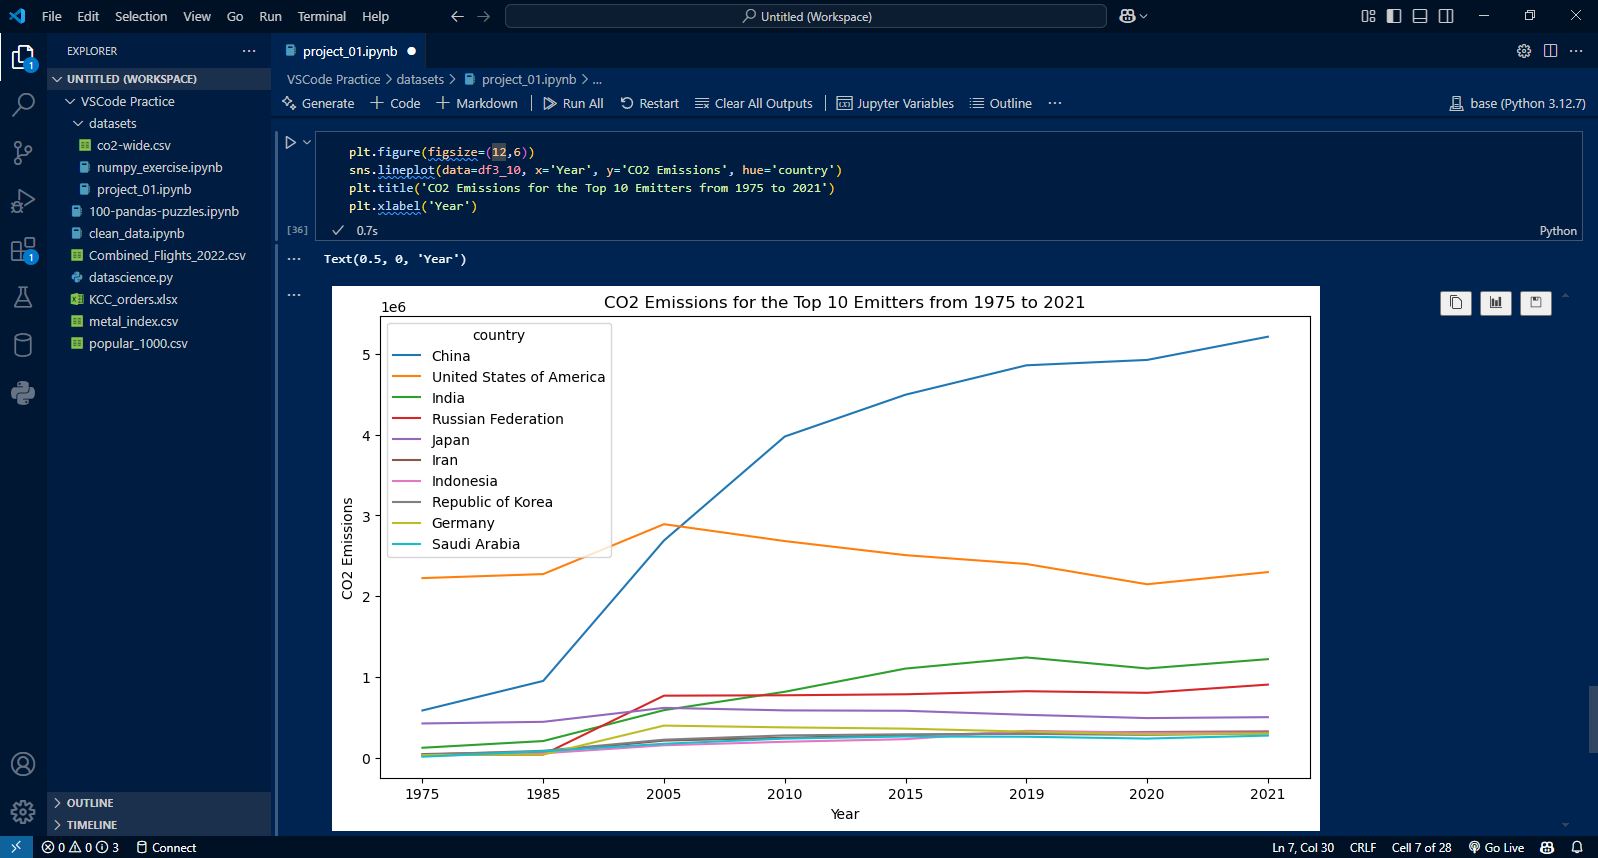 File Edit Selection View Go Run Terminal Help Untitled (Workspace)
EXPLORER
UNTITLED (WORKSPACE)
VSCode Practice
datasets
co2-wide.csv
numpy_exercise.ipynb
project_01.ipynb
100-pandas-puzzles.ipynb
clean_data.ipynb
Combined_Flights_2022.csv
datascience.py
KCC_orders.xlsx
metal_index.csv
popular_1000.csv
OUTLINE
TIMELINE
1
1
project_01.ipynb
VSCode Practice > datasets > project_01.ipynb > ...
Generate + Code + Markdown | Run All Restart Clear All Outputs | Jupyter Variables Outline ... base (Python 3.12.7)
plt.figure(figsize=(12,6))
sns.lineplot(data=df3_10, x='Year', y='CO2 Emissions', hue='country')
plt.title('CO2 Emissions for the Top 10 Emitters from 1975 to 2021')
plt.xlabel('Year')
[36] 0.7s Python
Text(0.5, 0, 'Year')
CO2 Emissions for the Top 10 Emitters from 1975 to 2021
1e6
country
China
United States of America
India
Russian Federation
Japan
Iran
Indonesia
Republic of Korea
Germany
Saudi Arabia
CO2 Emissions
5
4
3
2
1
0
1975 1985 2005 2010 2015 2019 2020 2021
Year
0 0 3 Connect Ln 7, Col 30 CRLF Cell 7 of 28 Go Live